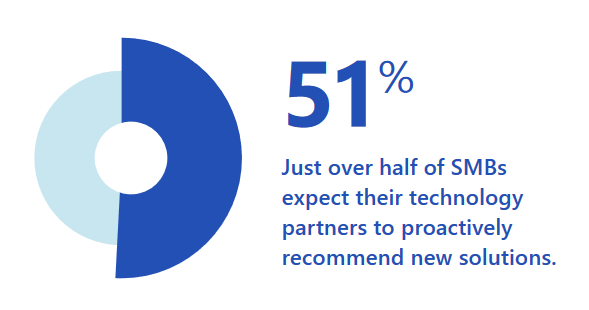 51%
Just over half of SMBs
expect their technology
partners to proactively
recommend new solutions.